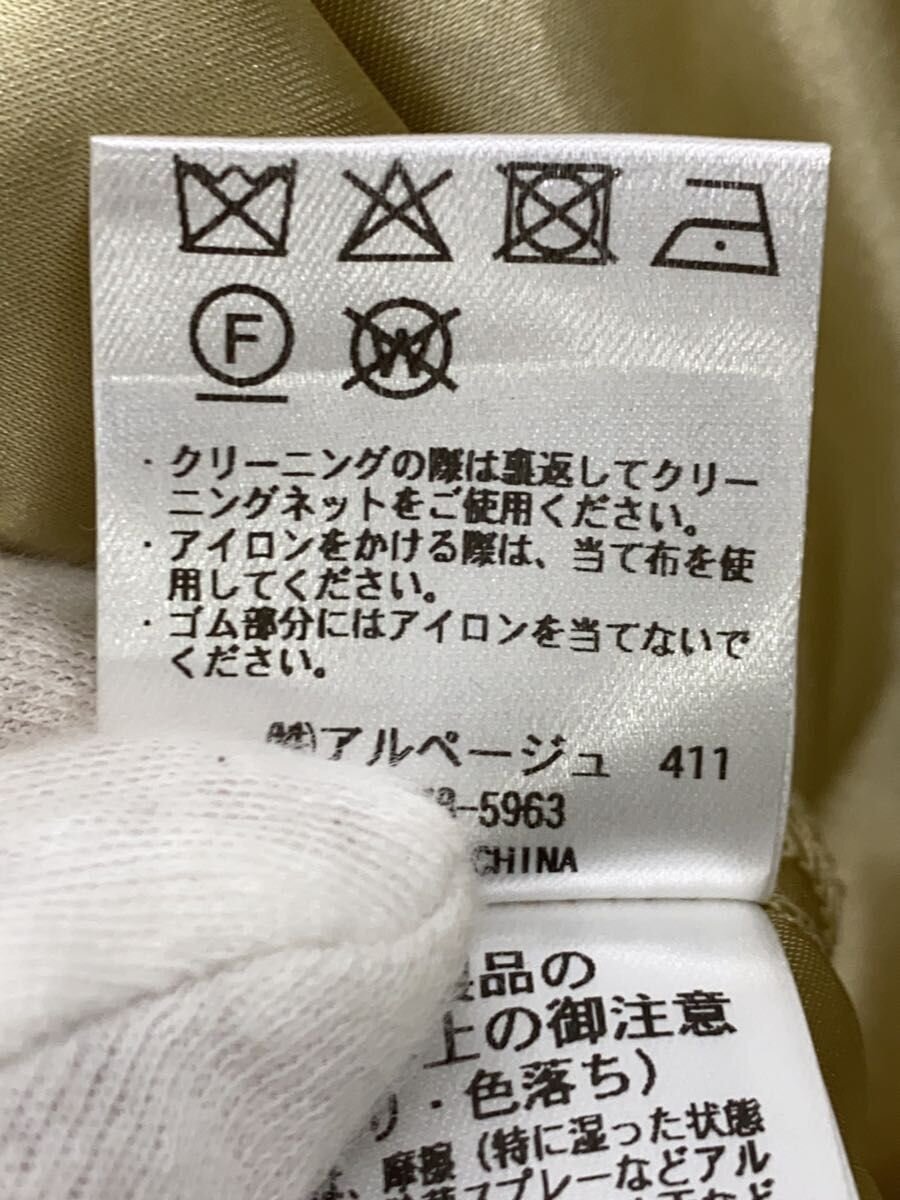 F
W
・クリーニングの際は裏返してクリー
ニングネットをご使用ください。
・アイロンをかける際は、当て布を使
用してください。
・ゴム部分にはアイロンを当てないで
ください。
㈱アルページュ 411
-5963
CHINA
品の
上の御注意
り・色落ち)
、摩擦(特に湿った状態
スプレーなどアル